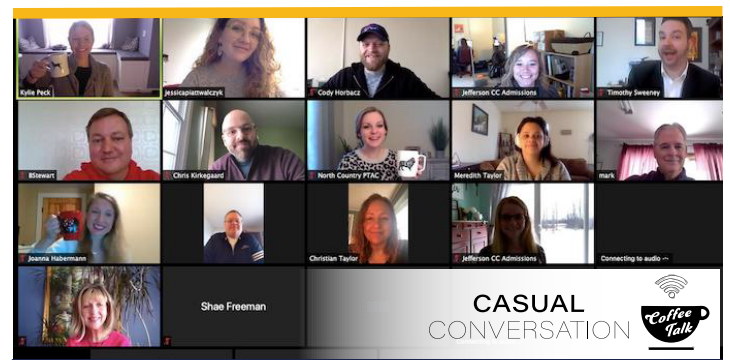 Kylie Peck
jessicapiattwalczyk
Cody Horbacz
Jefferson CC Admissions
Timothy Sweeney
BStewart
Chris Kirkegaard
North Country PTAC
Meredith Taylor
mark
Joanna Habermann
Christian Taylor
Jefferson CC Admissions
Connecting to audio
Shae Freeman
CASUAL
CONVERSATION
Coffee
Talk